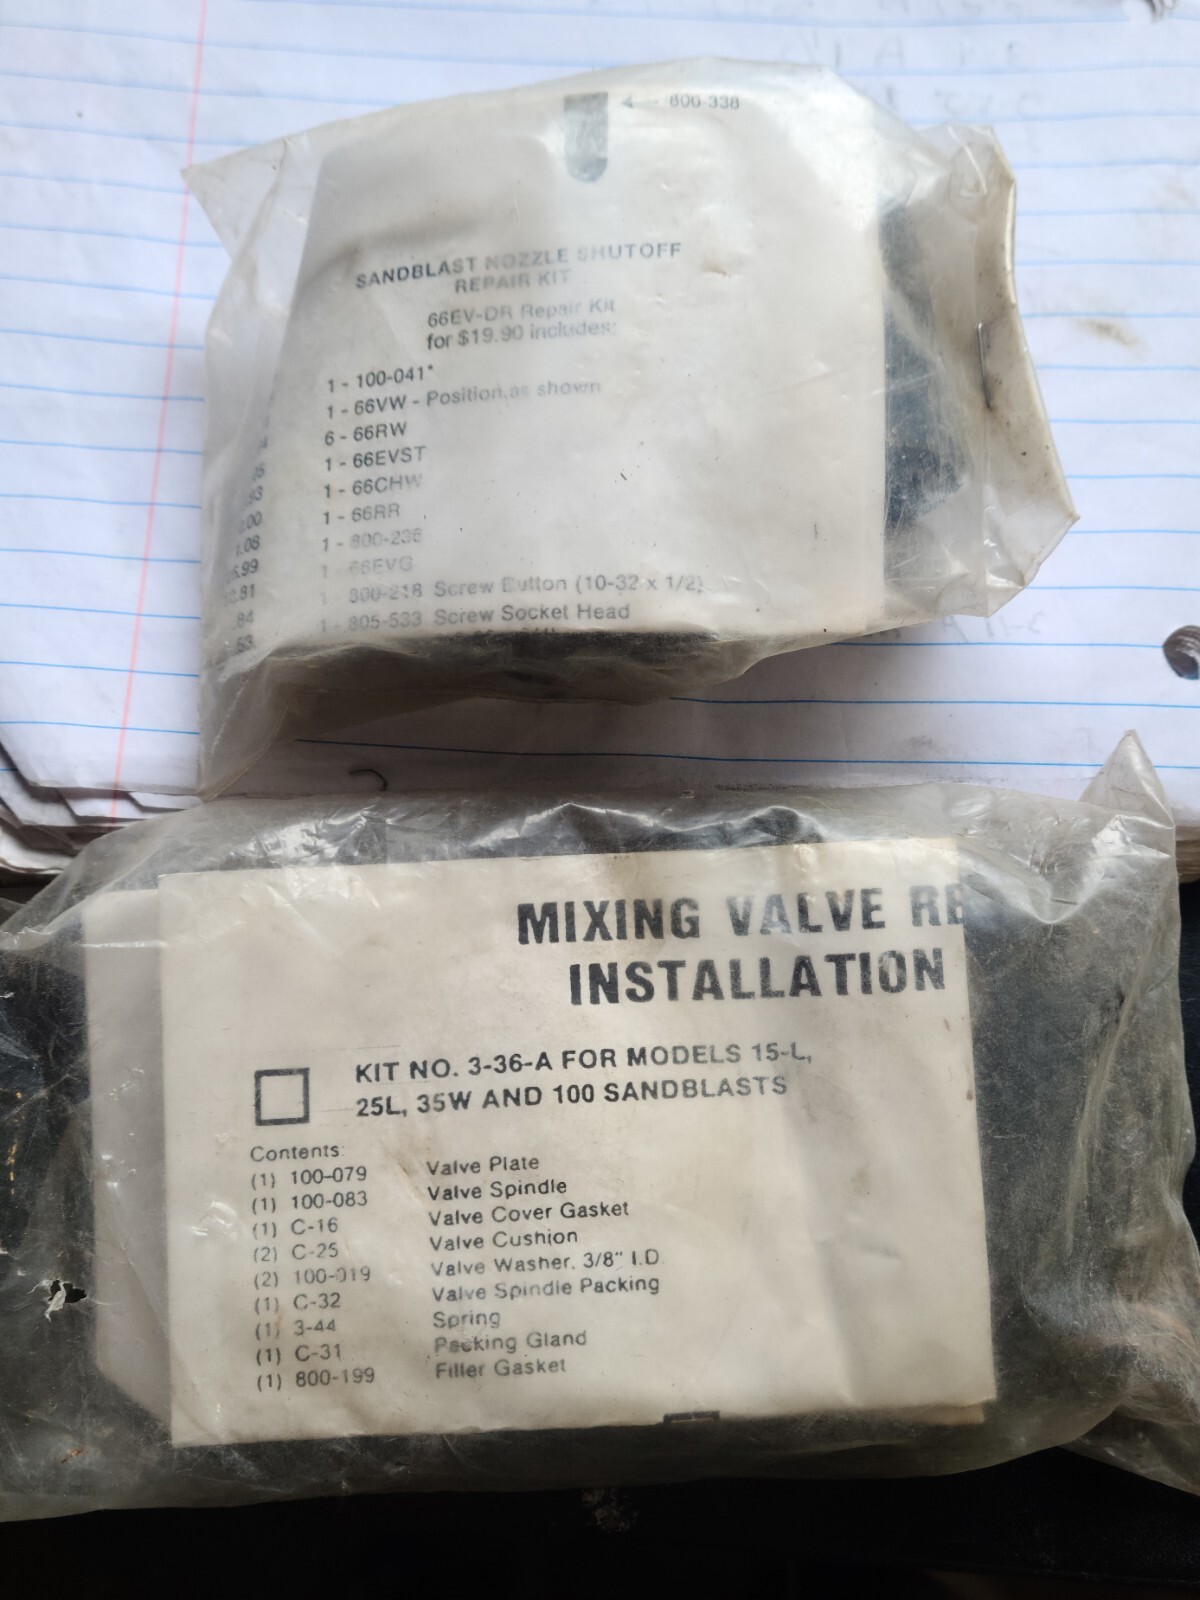 800-338
SANDBLAST NOZZLE SHUTOFF
REPAIR KIT
66EV-DR Repair Kit
for $19.90 includes:
1 - 100-041*
1 - 66VW - Position as shown
6 - 66RW
1 - 66EVST
1 - 66CHW
1 - 66RR
1 - 800-236
1 - 66EVG
1 - 800-218 Screw Button (10-32 x 1/2)
1 - 805-533 Screw Socket Head
MIXING VALVE RE
INSTALLATION
KIT NO. 3-36-A FOR MODELS 15-L,
25L, 35W AND 100 SANDBLASTS
Contents:
(1) 100-079 Valve Plate
(1) 100-083 Valve Spindle
(1) C-16 Valve Cover Gasket
(2) C-25 Valve Cushion
(2) 100-019 Valve Washer, 3/8" I.D.
(1) C-32 Valve Spindle Packing
(1) 3-44 Spring
(1) C-31 Packing Gland
(1) 800-199 Filler Gasket